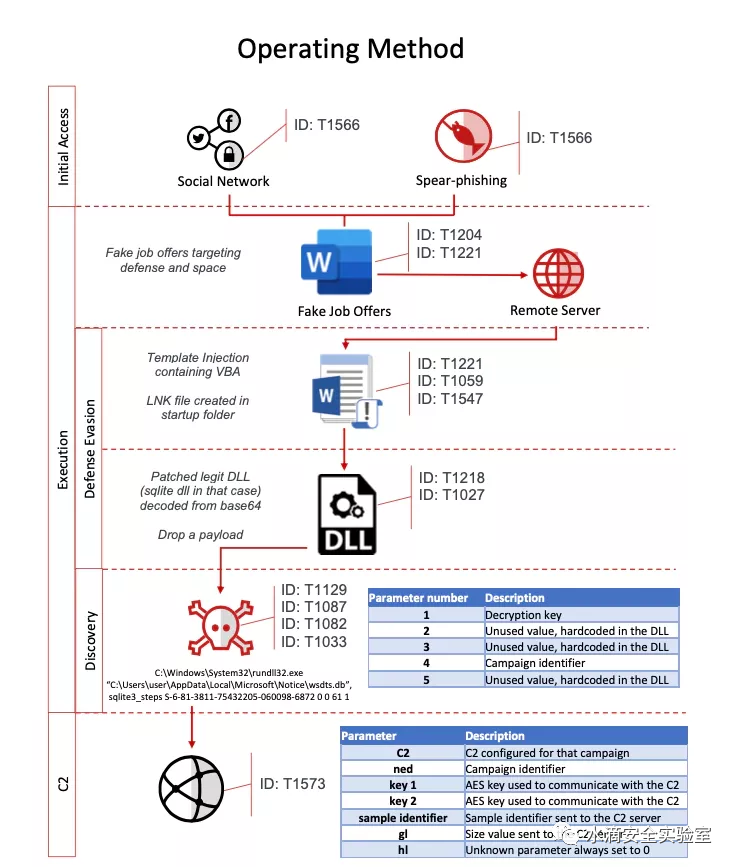 Operating Method
Initial Access
ID: T1566
ID: T1566
Social Network
Spear-phishing
Execution
Fake job offers targeting
defense and space
W
ID: T1204
ID: T1221
Fake Job Offers
Remote Server
Defense Evasion
Template Injection
containing VBA
LNK file created in
startup folder
W
ID: T1221
ID: T1059
ID: T1547
Patched legit DLL
(sqlite dll in that case)
decoded from base64
Drop a payload
DLL
ID: T1218
ID: T1027
Discovery
ID: T1129
ID: T1087
ID: T1082
ID: T1033
C:\Windows\System32\rundll32.exe
“C:\Users\user\AppData\Local\Microsoft\Notice\wsdts.db”,
sqlite3_steps S-6-81-3811-75432205-060098-6872 0 0 61 1
Parameter number Description
1 Decryption key
2 Unused value, hardcoded in the DLL
3 Unused value, hardcoded in the DLL
4 Campaign identifier
5 Unused value, hardcoded in the DLL
C2
ID: T1573
Parameter Description
C2 C2 configured for that campaign
ned Campaign identifier
key 1 AES key used to communicate with the C2
key 2 AES key used to communicate with the C2
sample identifier Sample identifier sent to the C2 server
gl Size value sent to C2
hl Unknown parameter always set to 0
小滴安全实验室